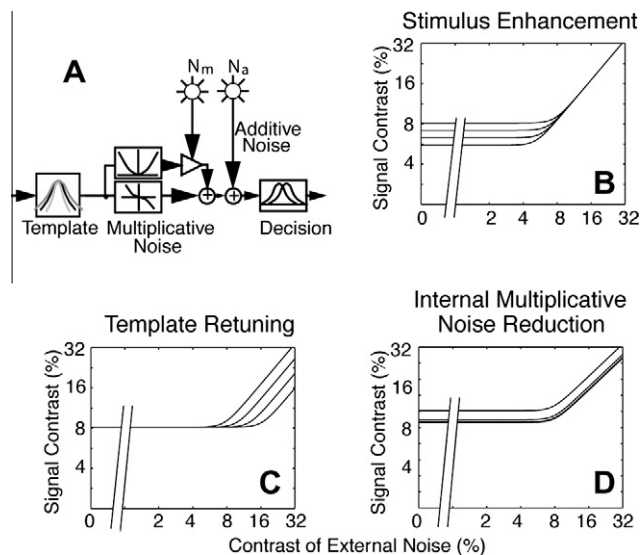 A
N_m
N_a
Additive
Noise
Template
Multiplicative
Noise
Decision
Stimulus Enhancement
Signal Contrast (%)
32
16
8
4
0 2 4 8 16 32
B
Template Retuning
Signal Contrast (%)
32
16
8
4
0 2 4 8 16 32
C
Internal Multiplicative
Noise Reduction
Signal Contrast (%)
32
16
8
4
0 2 4 8 16 32
D
Contrast of External Noise (%)